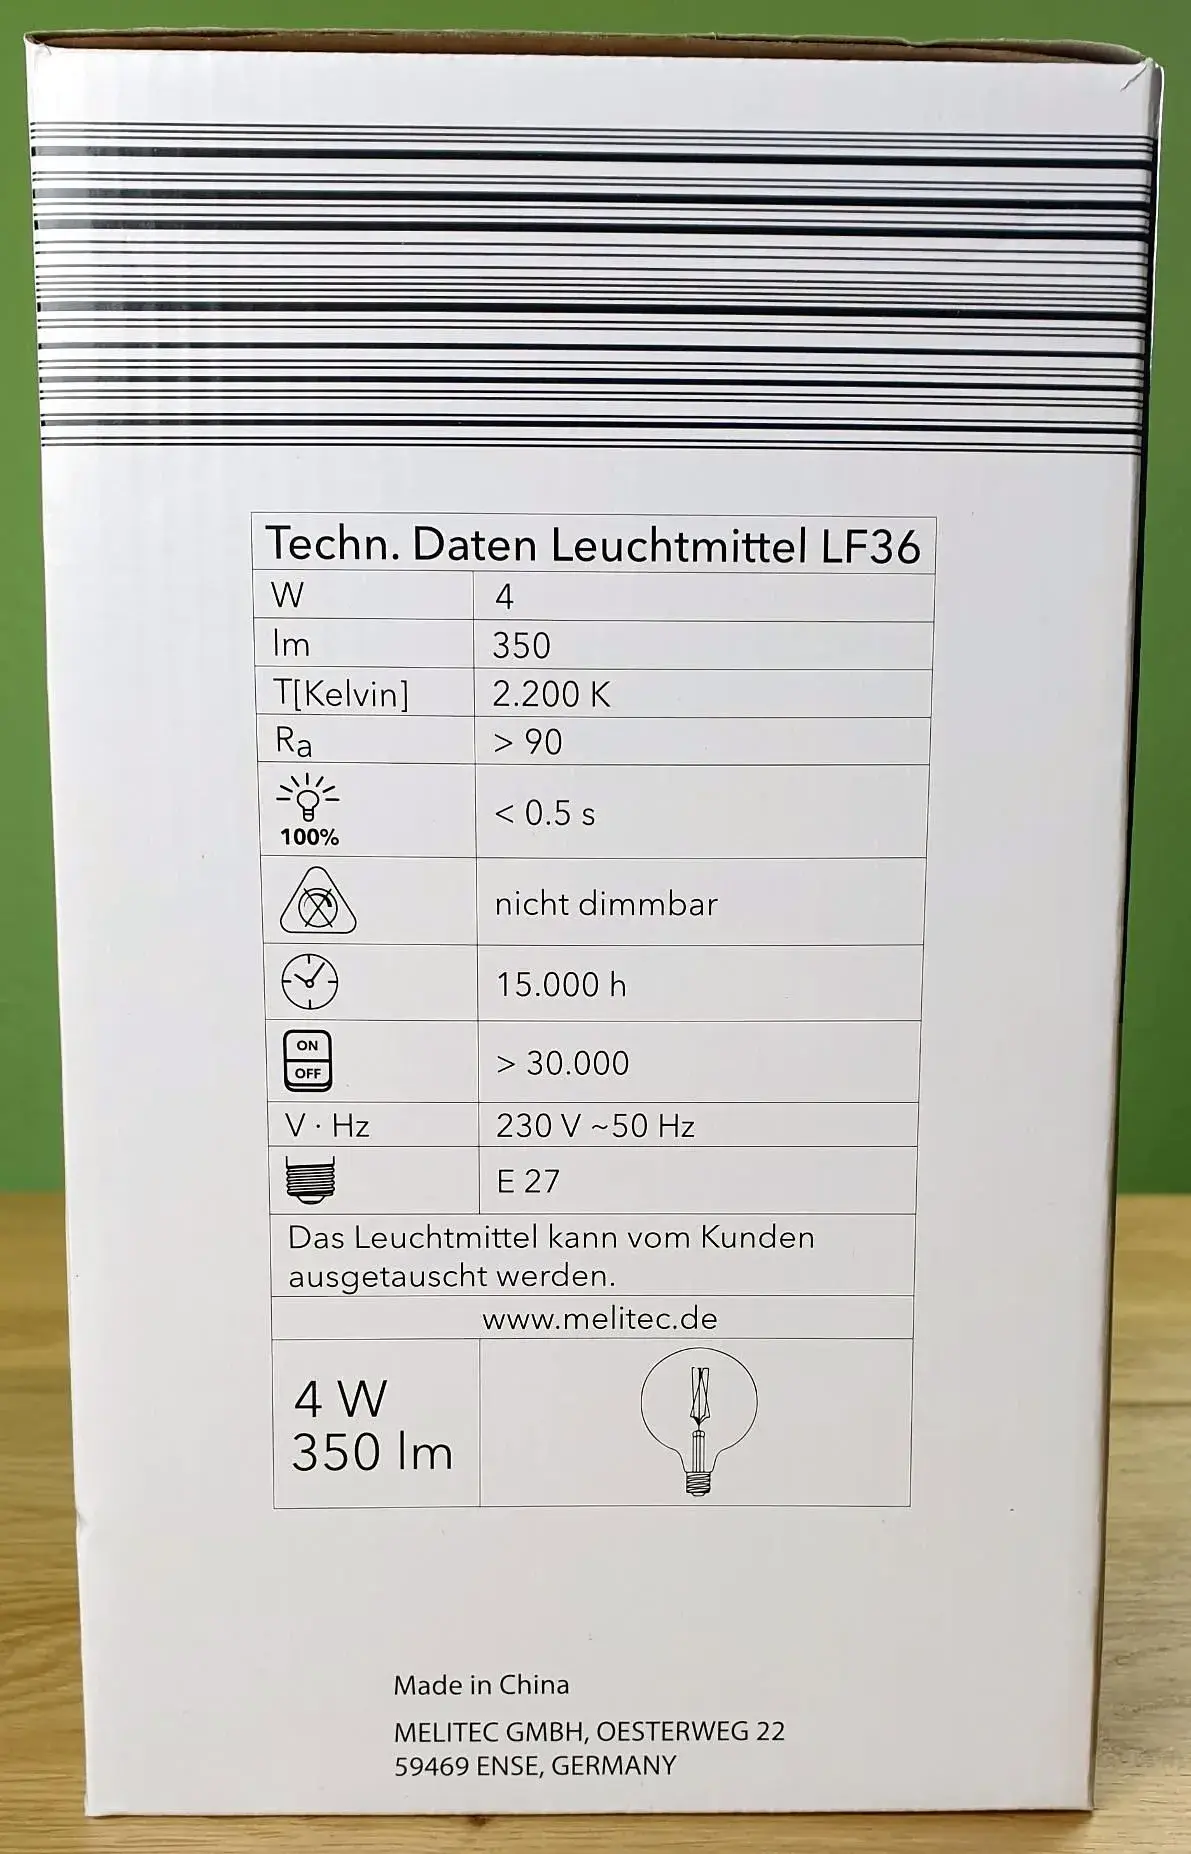 Techn. Daten Leuchtmittel LF36
W 4
lm 350
T[Kelvin] 2.200 K
Ra > 90
100% < 0.5 s
nicht dimmbar
15.000 h
ON
OFF
> 30.000
V · Hz 230 V ~50 Hz
E 27
Das Leuchtmittel kann vom Kunden
ausgetauscht werden.
www.melitec.de
4 W
350 lm
Made in China
MELITEC GMBH, OESTERWEG 22
59469 ENSE, GERMANY